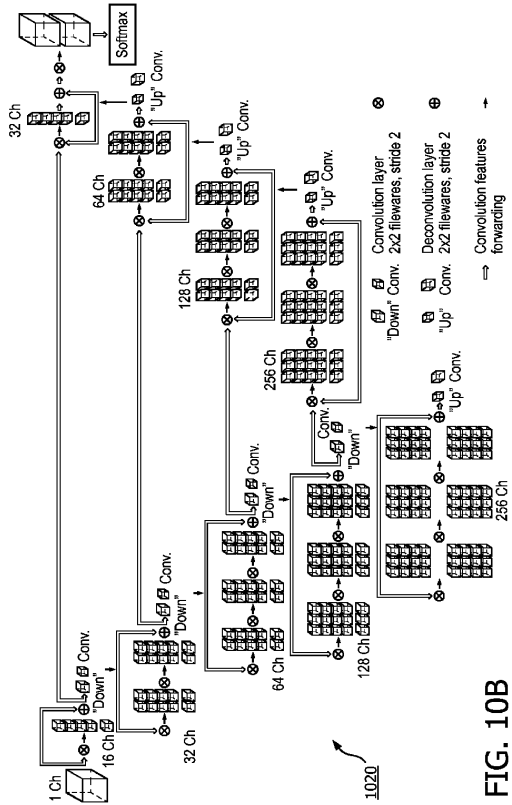 1 Ch
16 Ch
"Down" Conv.
32 Ch
"Down" Conv.
64 Ch
"Down" Conv.
128 Ch
"Down" Conv.
256 Ch
"Up" Conv.
256 Ch
"Up" Conv.
128 Ch
"Up" Conv.
64 Ch
"Up" Conv.
32 Ch
Softmax
"Down" Conv.
Convolution layer
2x2 filewares, stride 2
"Up" Conv.
Deconvolution layer
2x2 filewares, stride 2
Convolution features
forwarding
1020
FIG. 10B